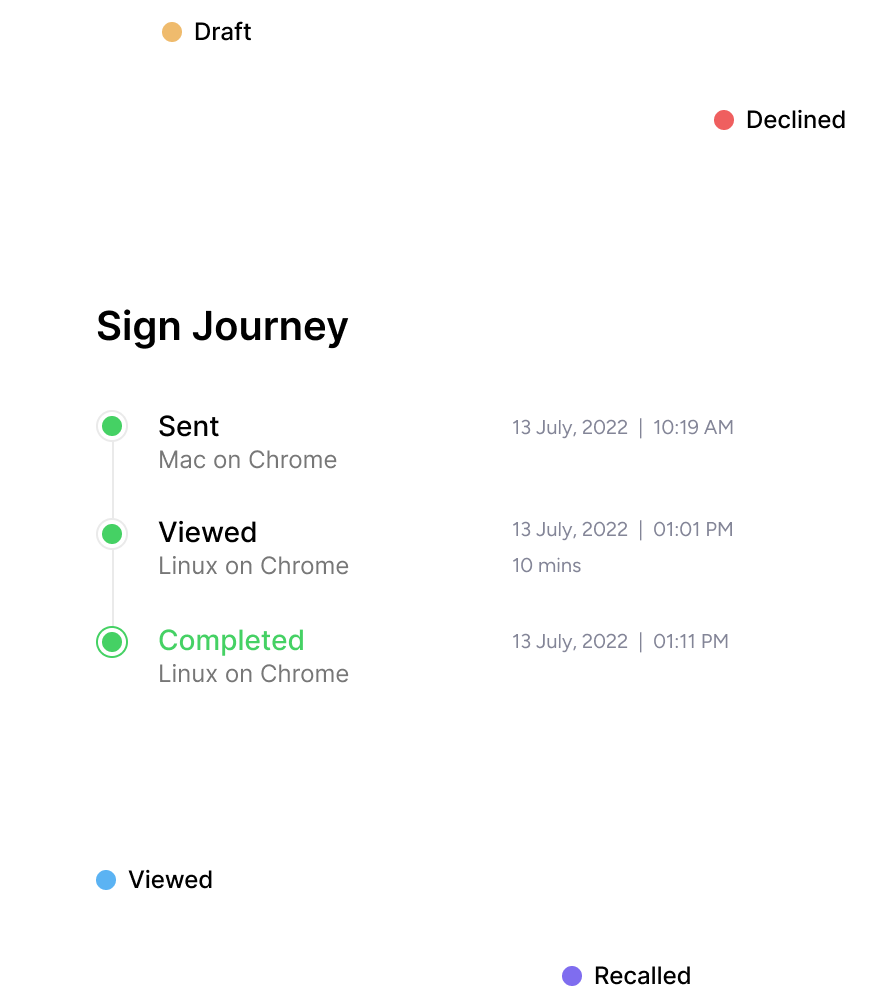 Draft
Declined
Sign Journey
Sent
13 July, 2022 | 10:19 AM
Mac on Chrome
Viewed
13 July, 2022 | 01:01 PM
Linux on Chrome
10 mins
Completed
13 July, 2022 | 01:11 PM
Linux on Chrome
Viewed
Recalled